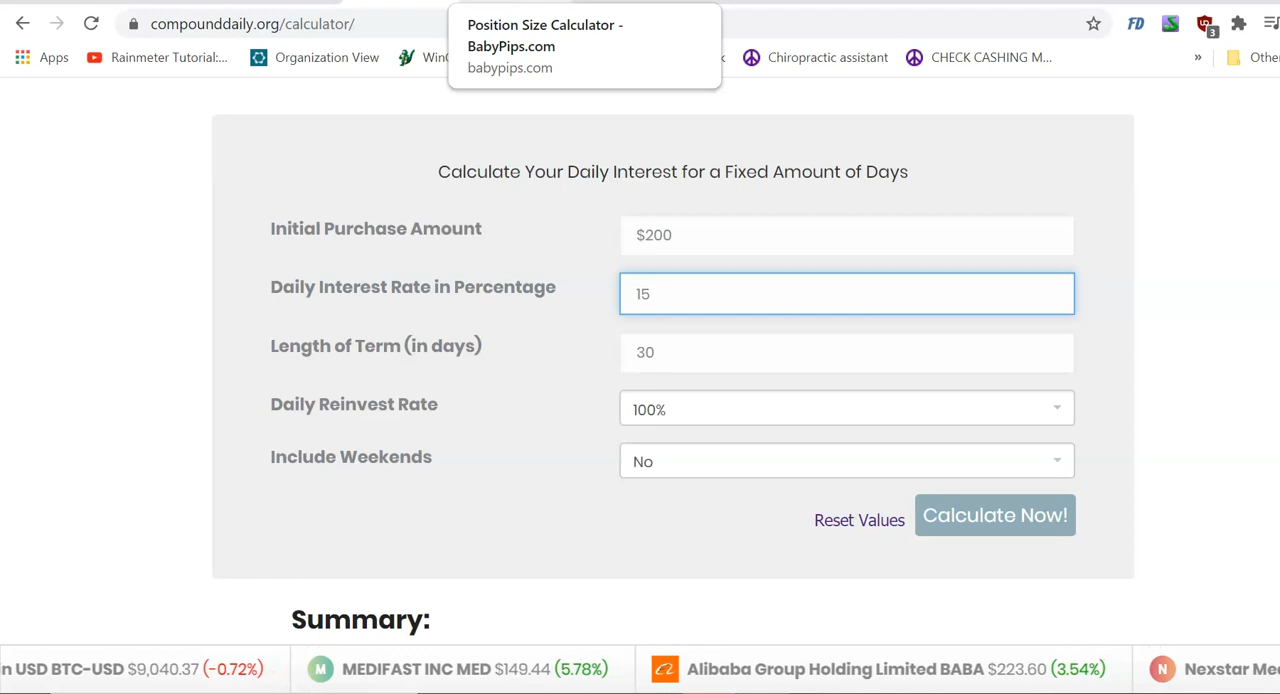 compounddaily.org/calculator/
Position Size Calculator -
BabyPips.com
babypips.com
FD
3
Apps
Rainmeter Tutorial:...
Organization View
Chiropractic assistant
CHECK CASHING M...
»
Calculate Your Daily Interest for a Fixed Amount of Days
Initial Purchase Amount
$200
Daily Interest Rate in Percentage
15
Length of Term (in days)
30
Daily Reinvest Rate
100%
Include Weekends
No
Reset Values
Calculate Now!
Summary:
USD BTC-USD $9,040.37 (-0.72%)
M MEDIFAST INC MED $149.44 (5.78%)
Alibaba Group Holding Limited BABA $223.60 (3.54%)
N Nexstar